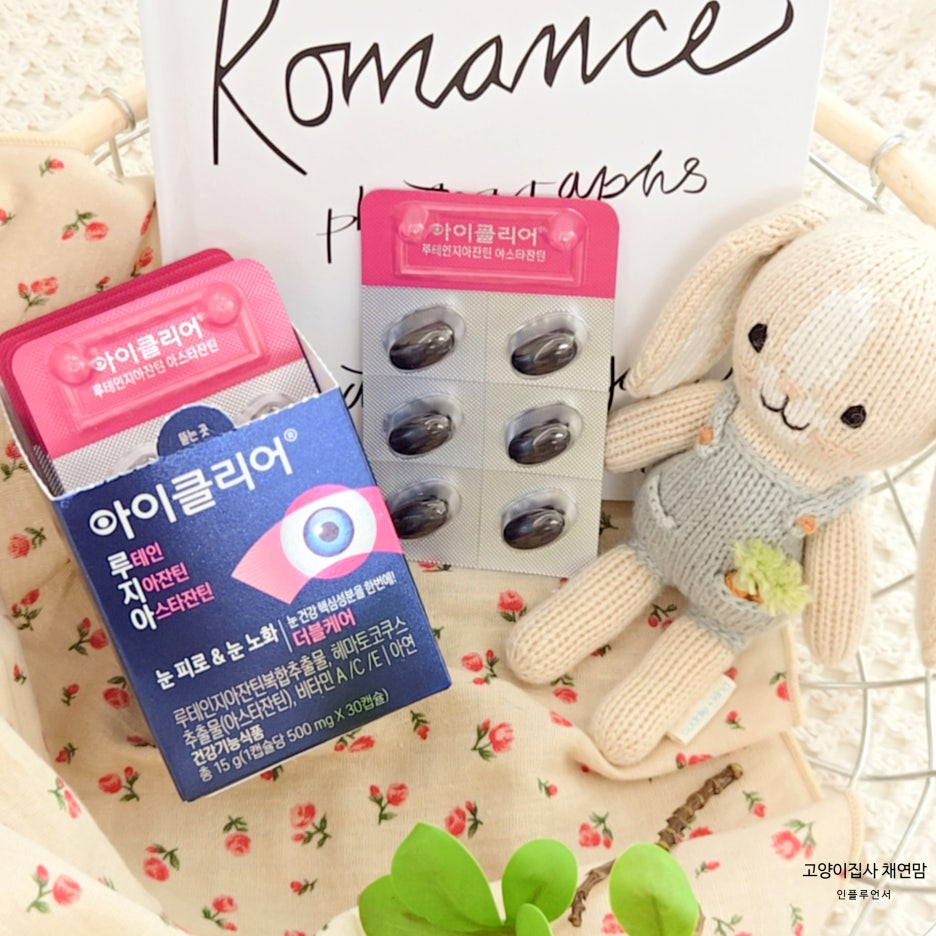 Romance
아이클리어®
루테인지아잔틴 아스타잔틴
아이클리어®
루테인지아잔틴 아스타잔틴
뜯는 곳
아이클리어®
루테인
지아잔틴
아스타잔틴
눈 피로 & 눈 노화
눈 건강 핵심성분을 한번에!
더블케어
루테인지아잔틴복합추출물, 헤마토코쿠스
추출물(아스타잔틴), 비타민 A / C / E | 아연
건강기능식품
총 15 g(1캡슐당 500 mg X 30캡슐)
고양이집사 채연맘
인플루언서